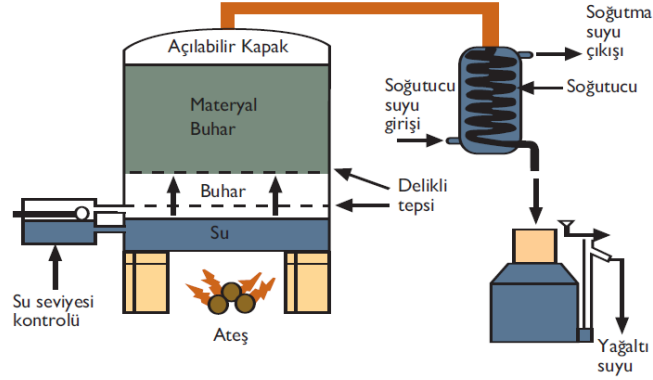 Açılabilir Kapak
Materyal
Buhar
Buhar
Su
Su seviyesi
kontrolü
Ateş
Delikli
tepsi
Soğutucu
suyu
girişi
Soğutma
suyu
çıkışı
Soğutucu
Yağaltı
suyu